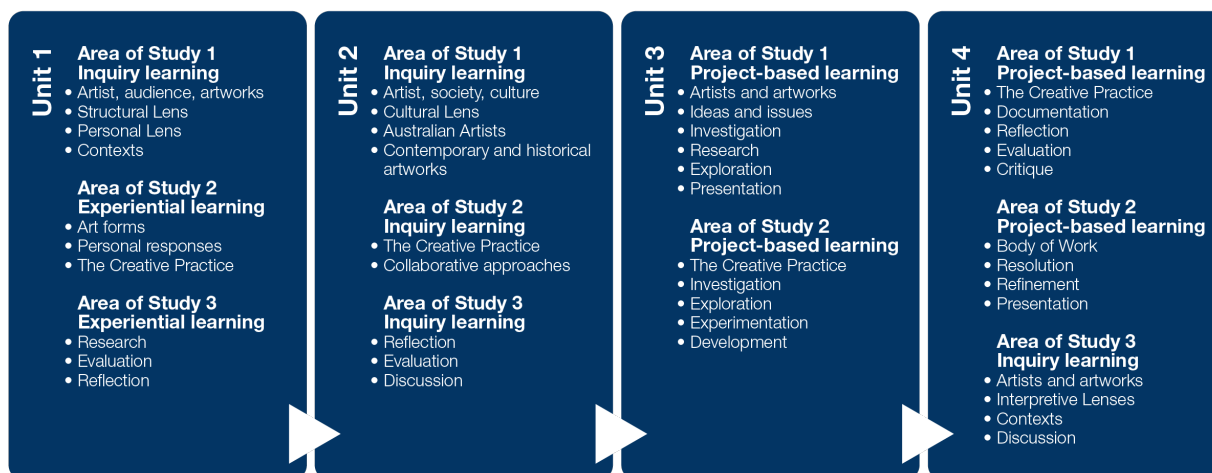 Unit 1
Area of Study 1
Inquiry learning
• Artist, audience, artworks
• Structural Lens
• Personal Lens
• Contexts
Area of Study 2
Experiential learning
• Art forms
• Personal responses
• The Creative Practice
Area of Study 3
Experiential learning
• Research
• Evaluation
• Reflection
Unit 2
Area of Study 1
Inquiry learning
• Artist, society, culture
• Cultural Lens
• Australian Artists
• Contemporary and historical
artworks
Area of Study 2
Inquiry learning
• The Creative Practice
• Collaborative approaches
Area of Study 3
Inquiry learning
• Reflection
• Evaluation
• Discussion
Unit 3
Area of Study 1
Project-based learning
• Artists and artworks
• Ideas and issues
• Investigation
• Research
• Exploration
• Presentation
Area of Study 2
Project-based learning
• The Creative Practice
• Investigation
• Exploration
• Experimentation
• Development
Unit 4
Area of Study 1
Project-based learning
• The Creative Practice
• Documentation
• Reflection
• Evaluation
• Critique
Area of Study 2
Project-based learning
• Body of Work
• Resolution
• Refinement
• Presentation
Area of Study 3
Inquiry learning
• Artists and artworks
• Interpretive Lenses
• Contexts
• Discussion